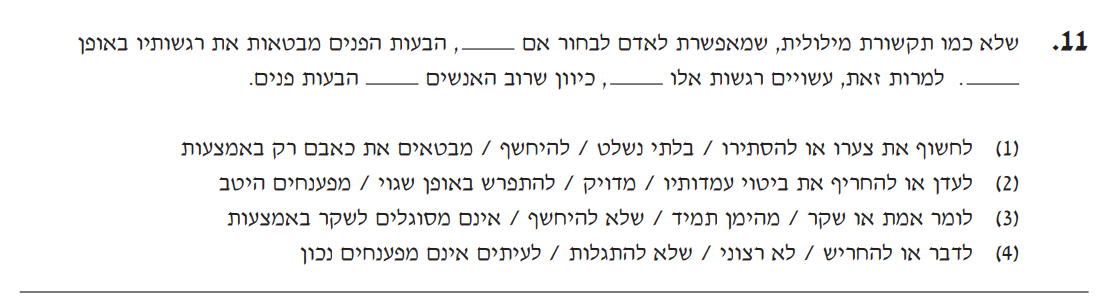 11. שלא כמו תקשורת מילולית, שמאפשרת לאדם לבחור אם _____, הבעות הפנים מבטאות את רגשותיו באופן
_____. למרות זאת, עשויים רגשות אלו _____, כיוון שרוב האנשים _____ הבעות פנים.
(1) לחשוף את צערו או להסתירו / בלתי נשלט / להיחשף / מבטאים את כאבם רק באמצעות
(2) לעדן או להחריף את ביטוי עמדותיו / מדויק / להתפרש באופן שגוי / מפענחים היטב
(3) לומר אמת או שקר / מהימן תמיד / שלא להיחשף / אינם מסוגלים לשקר באמצעות
(4) לדבר או להחריש / לא רצוני / שלא להתגלות / לעיתים אינם מפענחים נכון